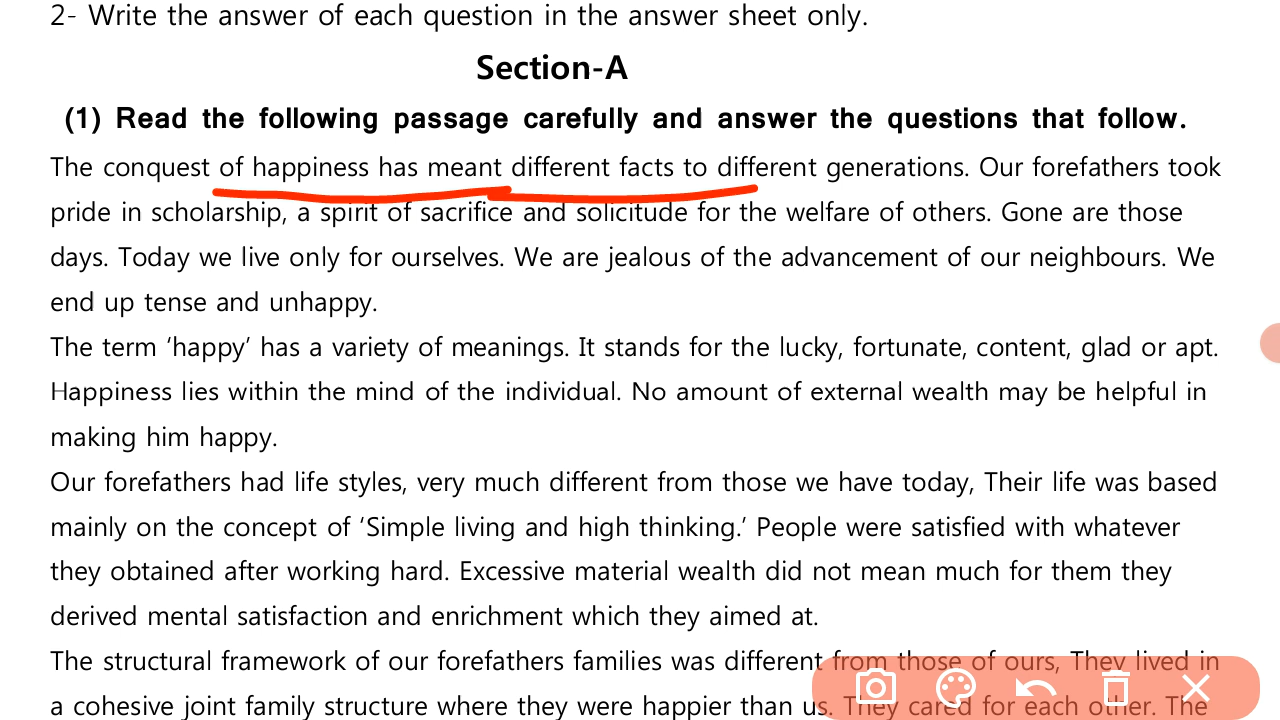 2- Write the answer of each question in the answer sheet only.
Section-A
(1) Read the following passage carefully and answer the questions that follow.
The conquest of happiness has meant different facts to different generations. Our forefathers took
pride in scholarship, a spirit of sacrifice and solicitude for the welfare of others. Gone are those
days. Today we live only for ourselves. We are jealous of the advancement of our neighbours. We
end up tense and unhappy.
The term ‘happy’ has a variety of meanings. It stands for the lucky, fortunate, content, glad or apt.
Happiness lies within the mind of the individual. No amount of external wealth may be helpful in
making him happy.
Our forefathers had life styles, very much different from those we have today, Their life was based
mainly on the concept of ‘Simple living and high thinking.’ People were satisfied with whatever
they obtained after working hard. Excessive material wealth did not mean much for them they
derived mental satisfaction and enrichment which they aimed at.
The structural framework of our forefathers families was different from those of ours, They lived in
a cohesive joint family structure where they were happier than us. They cared for each other. The